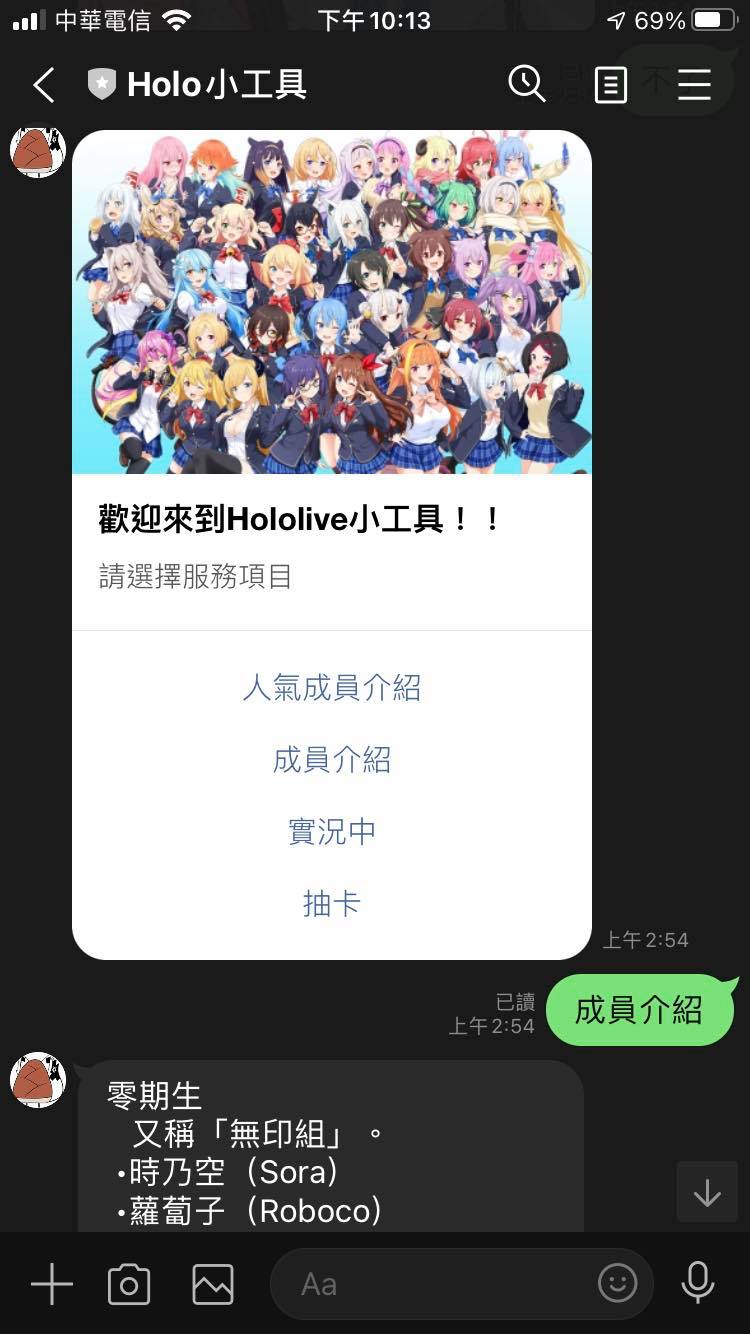 中華電信
下午10:13
69%
Holo小工具
歡迎來到Hololive小工具！！
請選擇服務項目
人氣成員介紹
成員介紹
實況中
抽卡
上午2:54
已讀
上午2:54
成員介紹
零期生
又稱「無印組」。
•時乃空（Sora）
•蘿蔔子（Roboco）
Aa